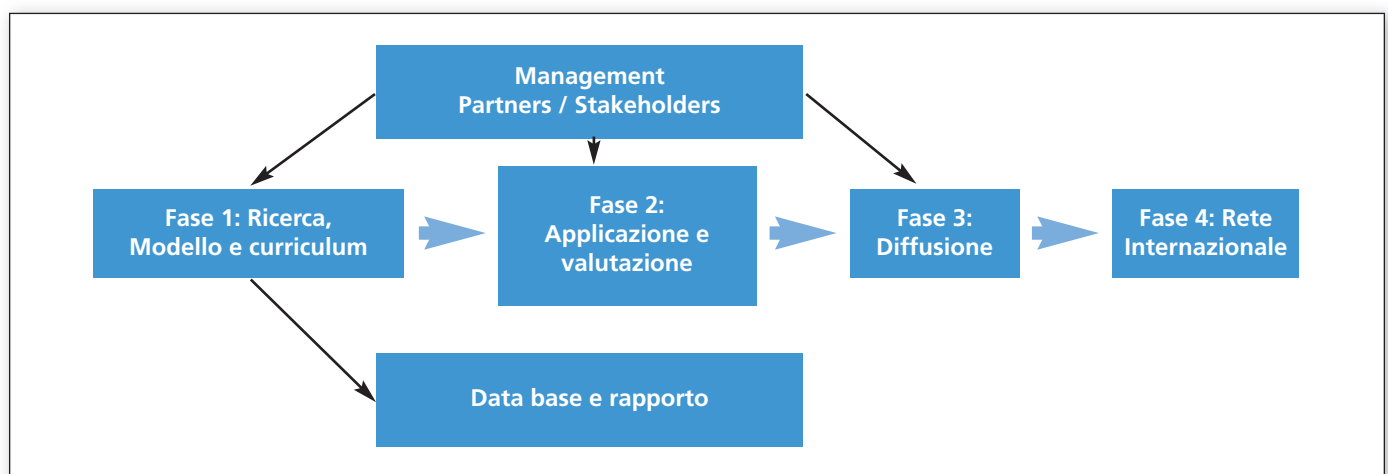 Management
Partners / Stakeholders
Fase 1: Ricerca,
Modello e curriculum
Fase 2:
Applicazione e
valutazione
Fase 3:
Diffusione
Fase 4: Rete
Internazionale
Data base e rapporto